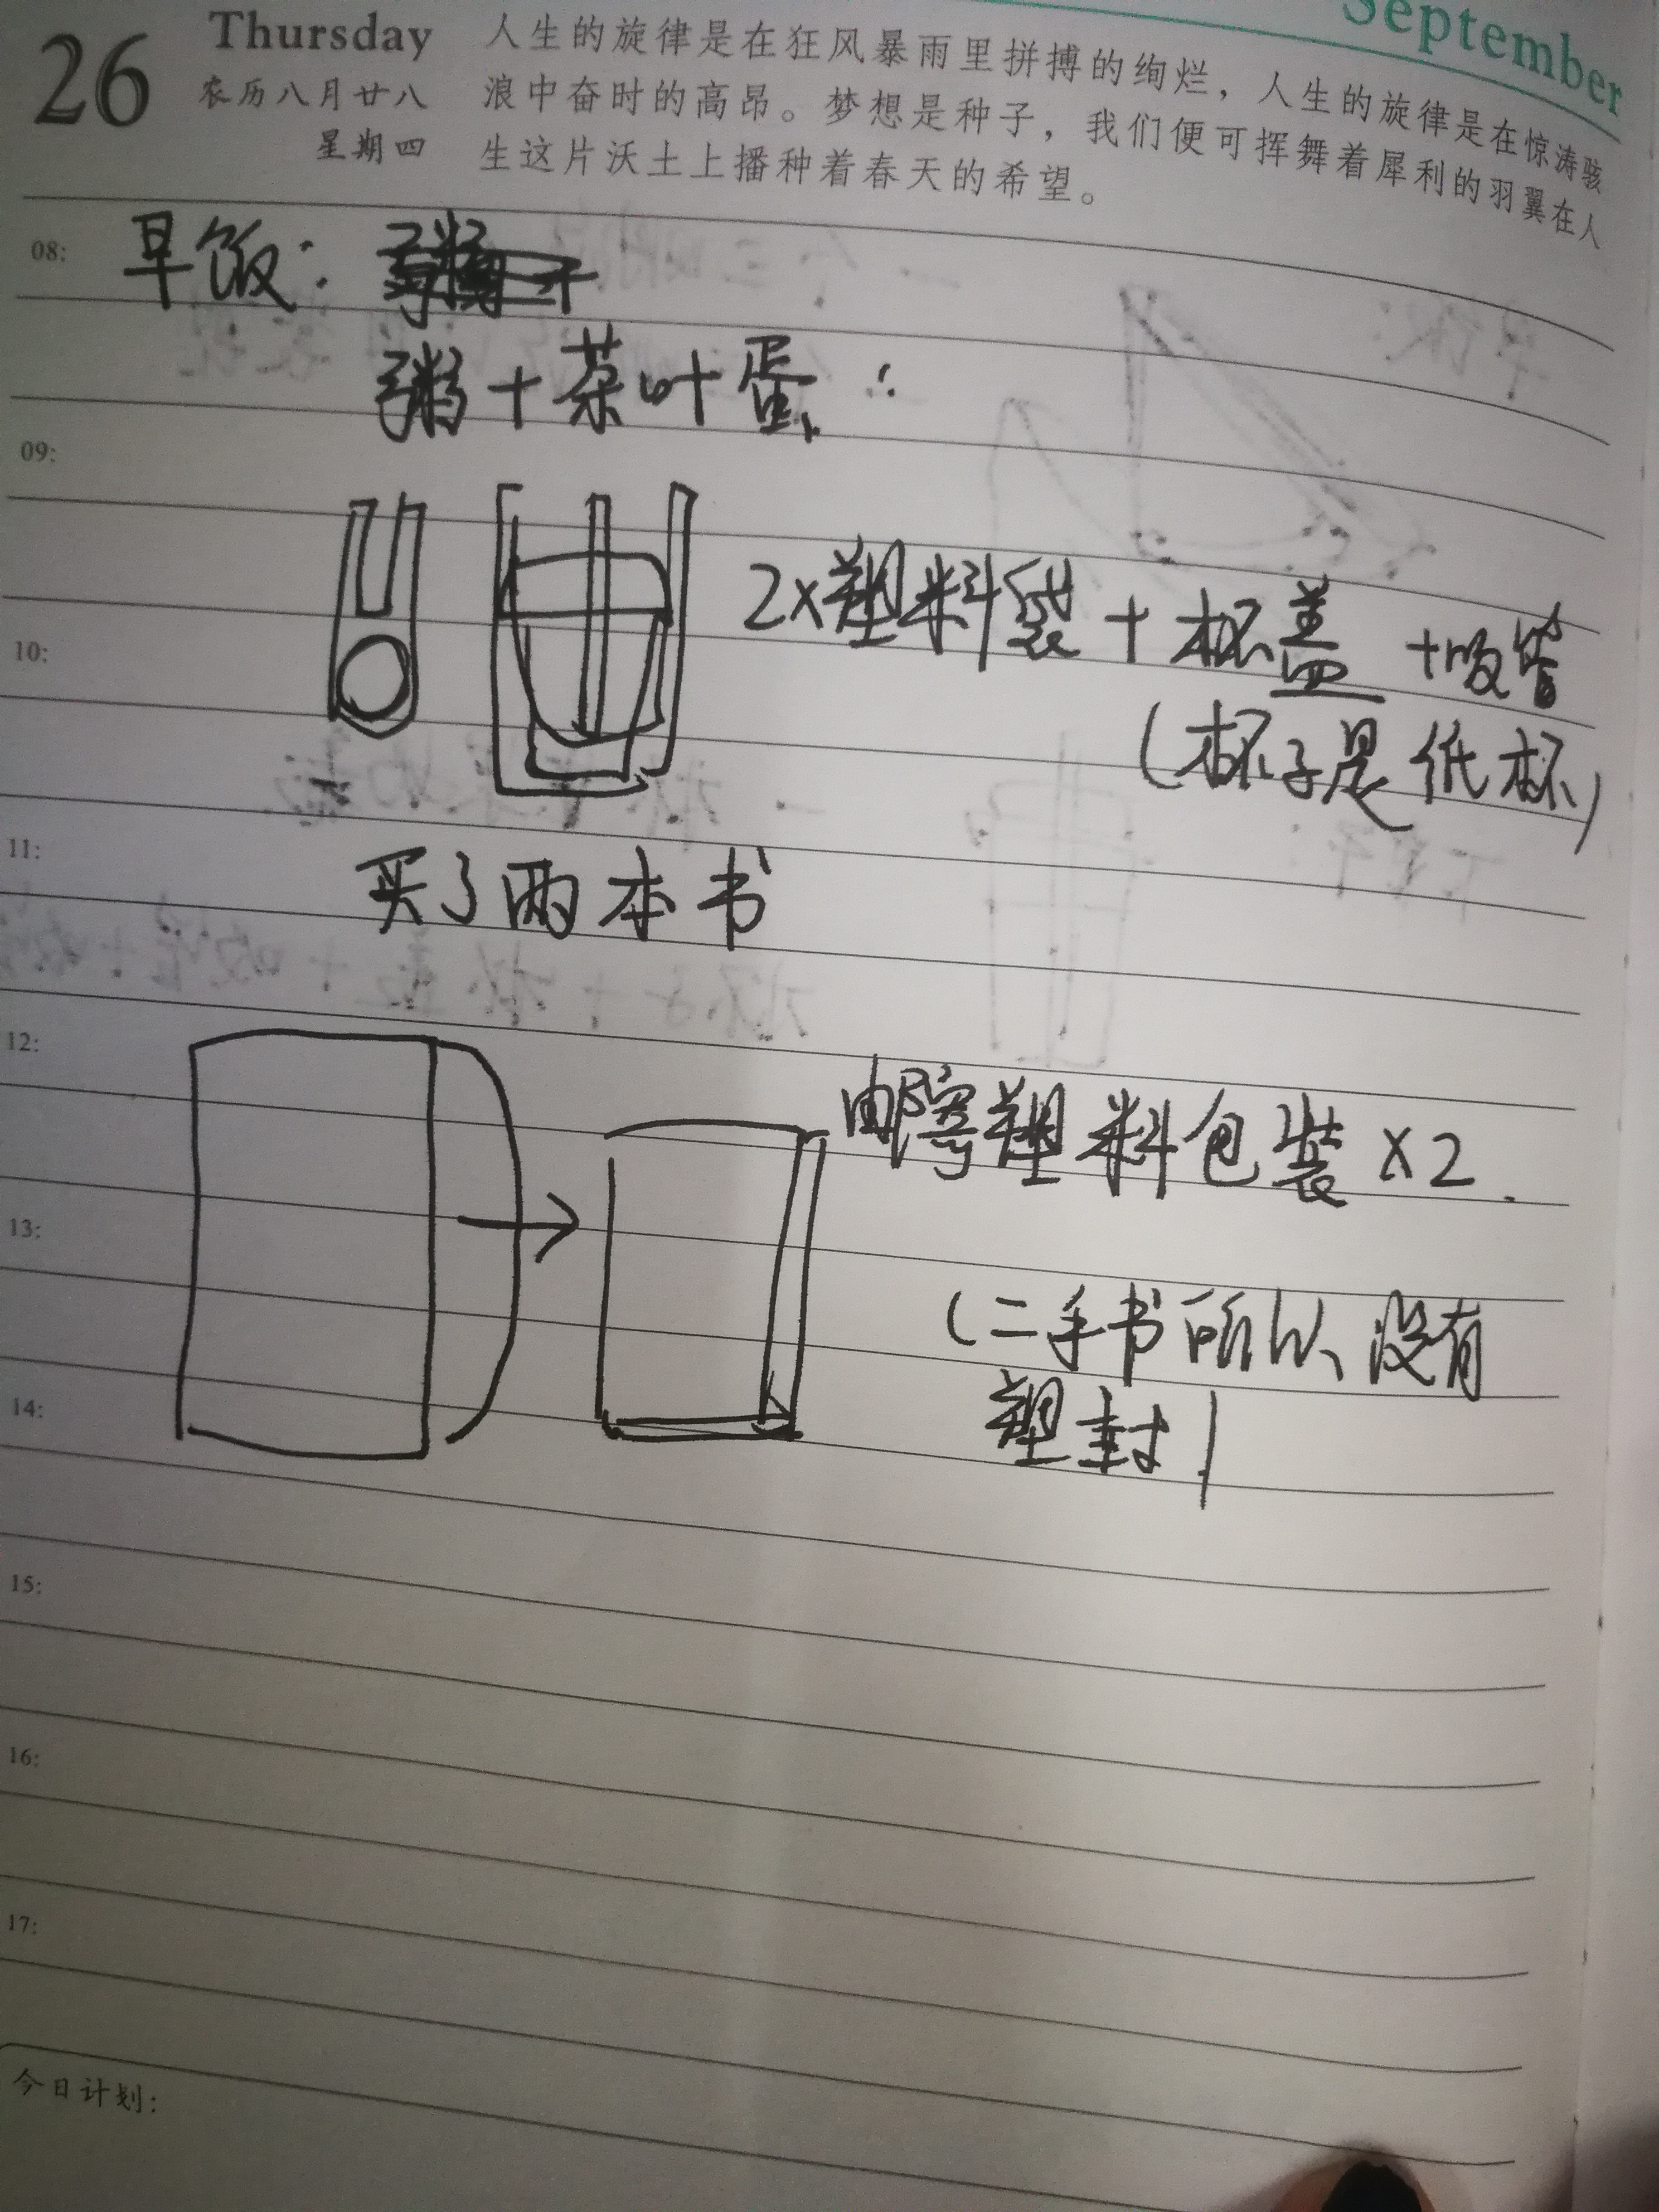 September
26 Thursday
农历八月廿八
星期四
人生的旋律是在狂风暴雨里拼搏的绚烂，人生的旋律是在惊涛骇
浪中奋时的高昂。梦想是种子，我们便可挥舞着犀利的羽翼在人
生这片沃土上播种着春天的希望。
08: 早饭：
粥+茶叶蛋
09:
2x塑料袋+杯盖+吸管
10:
(杯子是低杯)
11:
买了两本书
12:
邮寄塑料包装x2.
13:
(二手书所以没有
14:
塑封)
15:
16:
17:
今日计划: